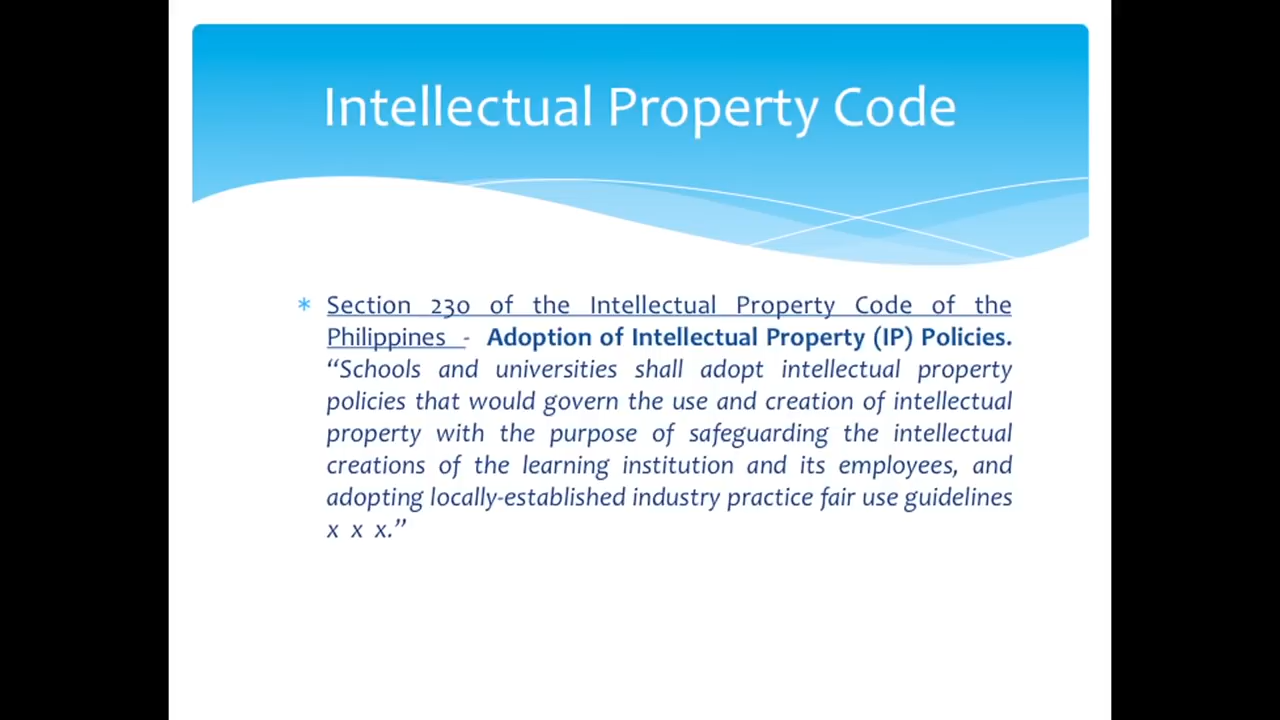 Intellectual Property Code
* Section 230 of the Intellectual Property Code of the
Philippines - Adoption of Intellectual Property (IP) Policies.
“Schools and universities shall adopt intellectual property
policies that would govern the use and creation of intellectual
property with the purpose of safeguarding the intellectual
creations of the learning institution and its employees, and
adopting locally-established industry practice fair use guidelines
x x x.”